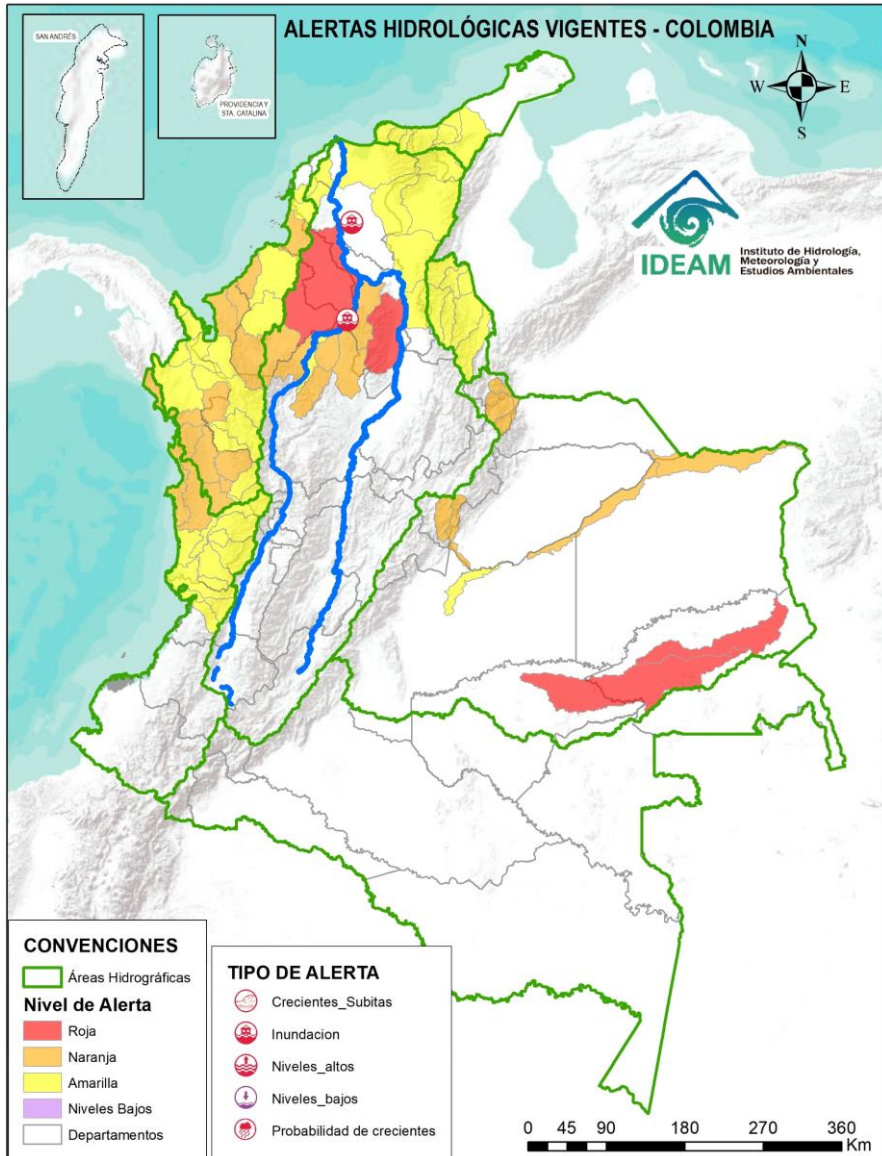 ALERTAS HIDROLÓGICAS VIGENTES - COLOMBIA
SAN ANDRÉS
PROVIDENCIA Y
STA. CATALINA
N
W
E
S
IDEAM
Instituto de Hidrología,
Meteorología y
Estudios Ambientales
CONVENCIONES
Áreas Hidrográficas
Nivel de Alerta
Roja
Naranja
Amarilla
Niveles Bajos
Departamentos
TIPO DE ALERTA
Crecientes_Subitas
Inundacion
Niveles_altos
Niveles_bajos
Probabilidad de crecientes
0 45 90 180 270 360
Km